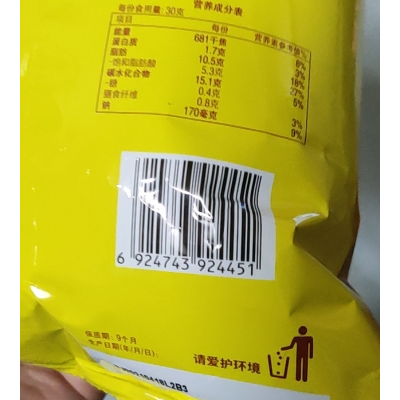 营养成分表
每份食用量: 30克
项目 每份 营养素参考值%
能量 681千焦 8%
蛋白质 1.7克 3%
脂肪 10.5克 18%
-饱和脂肪酸 5.3克 27%
碳水化合物 15.1克 5%
-糖 0.4克
膳食纤维 0.8克 3%
钠 170毫克 9%
6 924743 924451
保质期: 9个月
生产日期(年/月/日):
请爱护环境